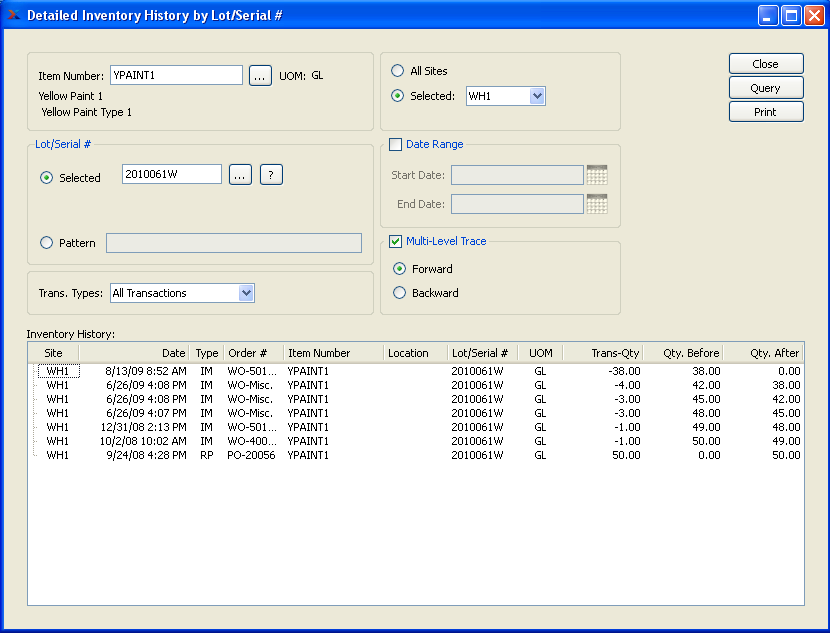 Detailed Inventory History by Lot/Serial #
Item Number: YPAINT1 ... UOM: GL
Yellow Paint 1
Yellow Paint Type 1
All Sites
Selected: WH1
Close
Query
Print
Lot/Serial #
Selected 2010061W ... ?
Pattern
Date Range
Start Date:
End Date:
Trans. Types: All Transactions
Multi-Level Trace
Forward
Backward
Inventory History:
Site Date Type Order # Item Number Location Lot/Serial # UOM Trans-Qty Qty. Before Qty. After
WH1 8/13/09 8:52 AM IM WO-501... YPAINT1 2010061W GL -38.00 38.00 0.00
WH1 6/26/09 4:08 PM IM WO-Misc. YPAINT1 2010061W GL -4.00 42.00 38.00
WH1 6/26/09 4:08 PM IM WO-Misc. YPAINT1 2010061W GL -3.00 45.00 42.00
WH1 6/26/09 4:07 PM IM WO-Misc. YPAINT1 2010061W GL -3.00 48.00 45.00
WH1 12/31/08 2:13 PM IM WO-501... YPAINT1 2010061W GL -1.00 49.00 48.00
WH1 10/2/08 10:02 AM IM WO-400... YPAINT1 2010061W GL -1.00 50.00 49.00
WH1 9/24/08 4:28 PM RP PO-20056 YPAINT1 2010061W GL 50.00 0.00 50.00